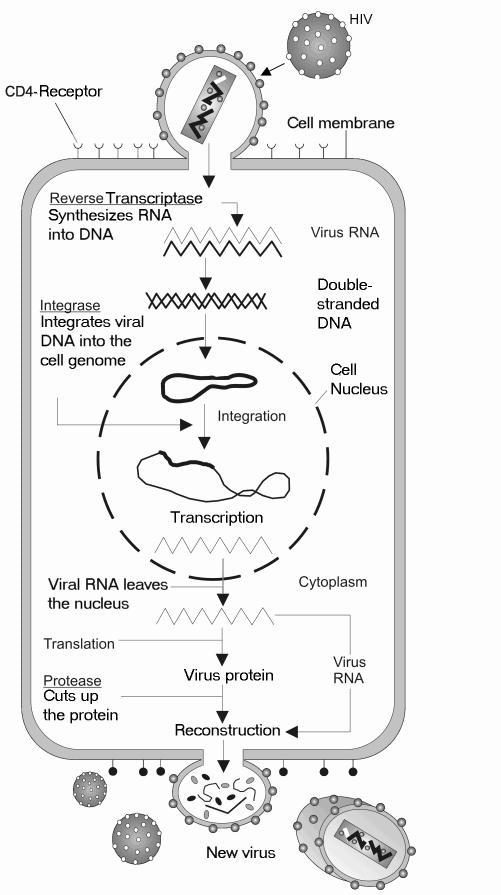 HIV
CD4-Receptor
Cell membrane
Reverse Transcriptase
Synthesizes RNA
into DNA
Virus RNA
Double-
stranded
DNA
Integrase
Integrates viral
DNA into the
cell genome
Cell
Nucleus
Integration
Transcription
Viral RNA leaves
the nucleus
Cytoplasm
Translation
Virus
RNA
Virus protein
Protease
Cuts up
the protein
Reconstruction
New virus